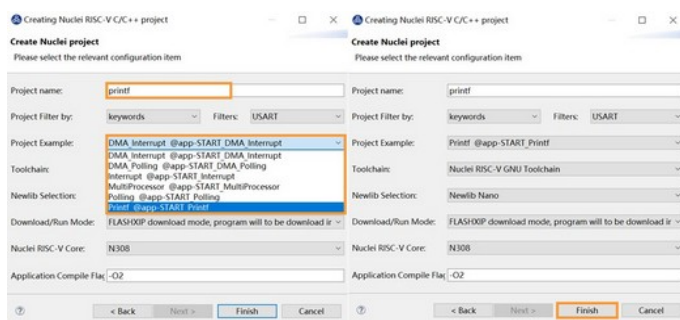 Creating Nuclei RISC-V C/C++ project
Create Nuclei project
Please select the relevant configuration item
Project name: printf
Project Filter by: keywords Filters: USART
Project Example: DMA_Interrupt @app-START_DMA_Interrupt
DMA_Interrupt @app-START_DMA_Interrupt
DMA_Polling @app-START_DMA_Polling
Interrupt @app-START_Interrupt
Toolchain:
MultiProcessor @app-START_MultiProcessor
Polling @app-START_Polling
Newlib Selection:
Printf @app-START_Printf
Download/Run Mode: FLASHXIP download mode, program will to be download ir
Nuclei RISC-V Core: N308
Application Compile Flag -O2
< Back Next > Finish Cancel
Creating Nuclei RISC-V C/C++ project
Create Nuclei project
Please select the relevant configuration item
Project name: printf
Project Filter by: keywords Filters: USART
Project Example: Printf @app-START_Printf
Toolchain: Nuclei RISC-V GNU Toolchain
Newlib Selection: Newlib Nano
Download/Run Mode: FLASHXIP download mode, program will to be download ir
Nuclei RISC-V Core: N308
Application Compile Flag -O2
< Back Next > Finish Cancel